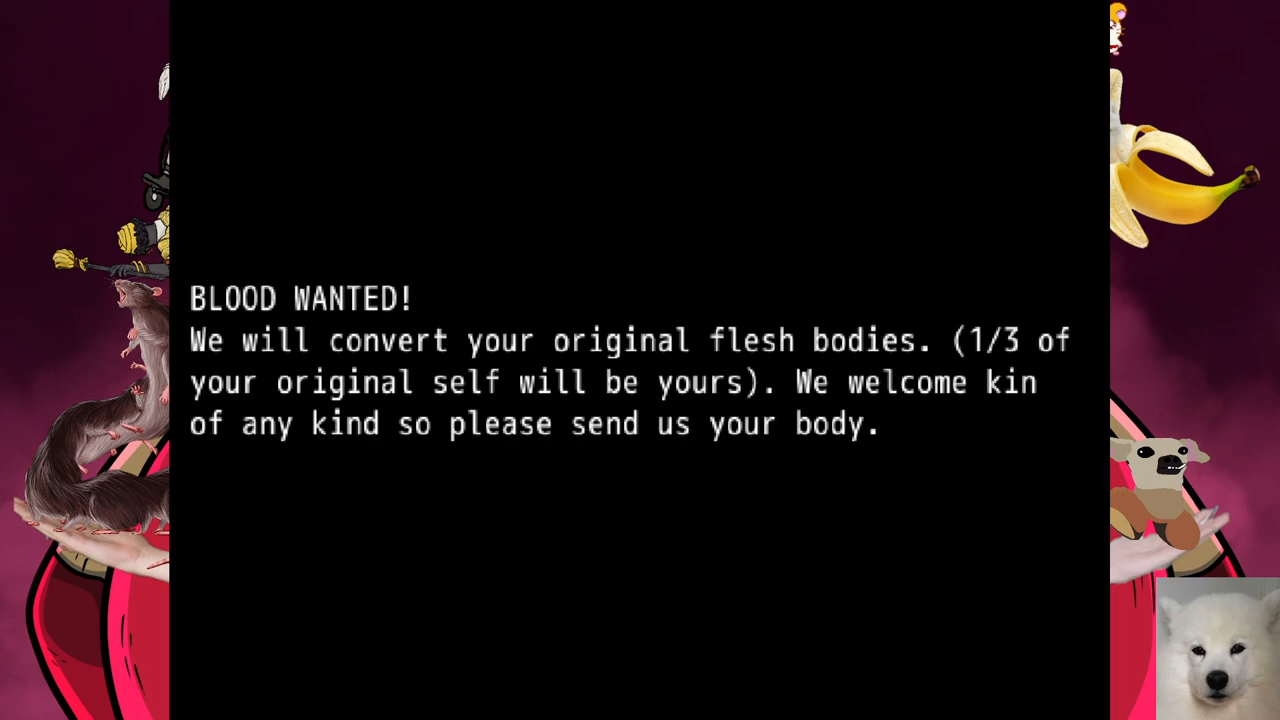 BLOOD WANTED!
We will convert your original flesh bodies. (1/3 of
your original self will be yours). We welcome kin
of any kind so please send us your body.